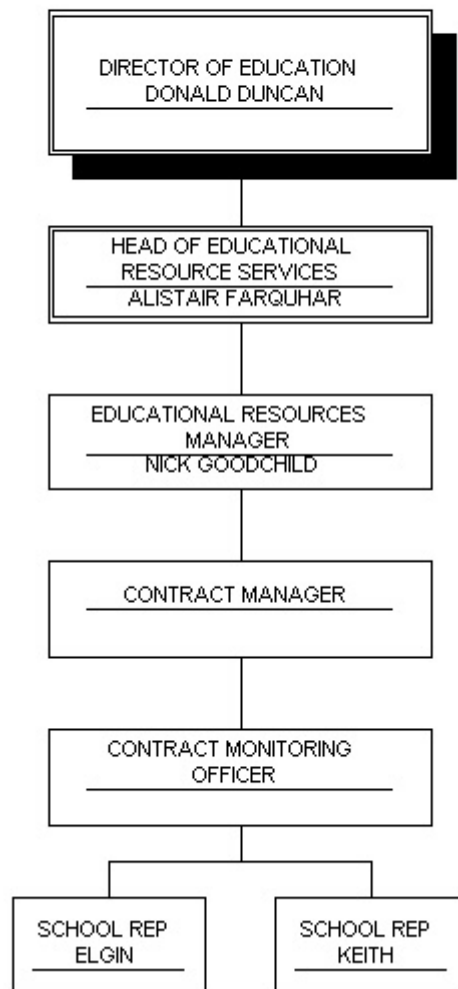 DIRECTOR OF EDUCATION
DONALD DUNCAN
HEAD OF EDUCATIONAL
RESOURCE SERVICES
ALISTAIR FARQUHAR
EDUCATIONAL RESOURCES
MANAGER
NICK GOODCHILD
CONTRACT MANAGER
CONTRACT MONITORING
OFFICER
SCHOOL REP
ELGIN
SCHOOL REP
KEITH